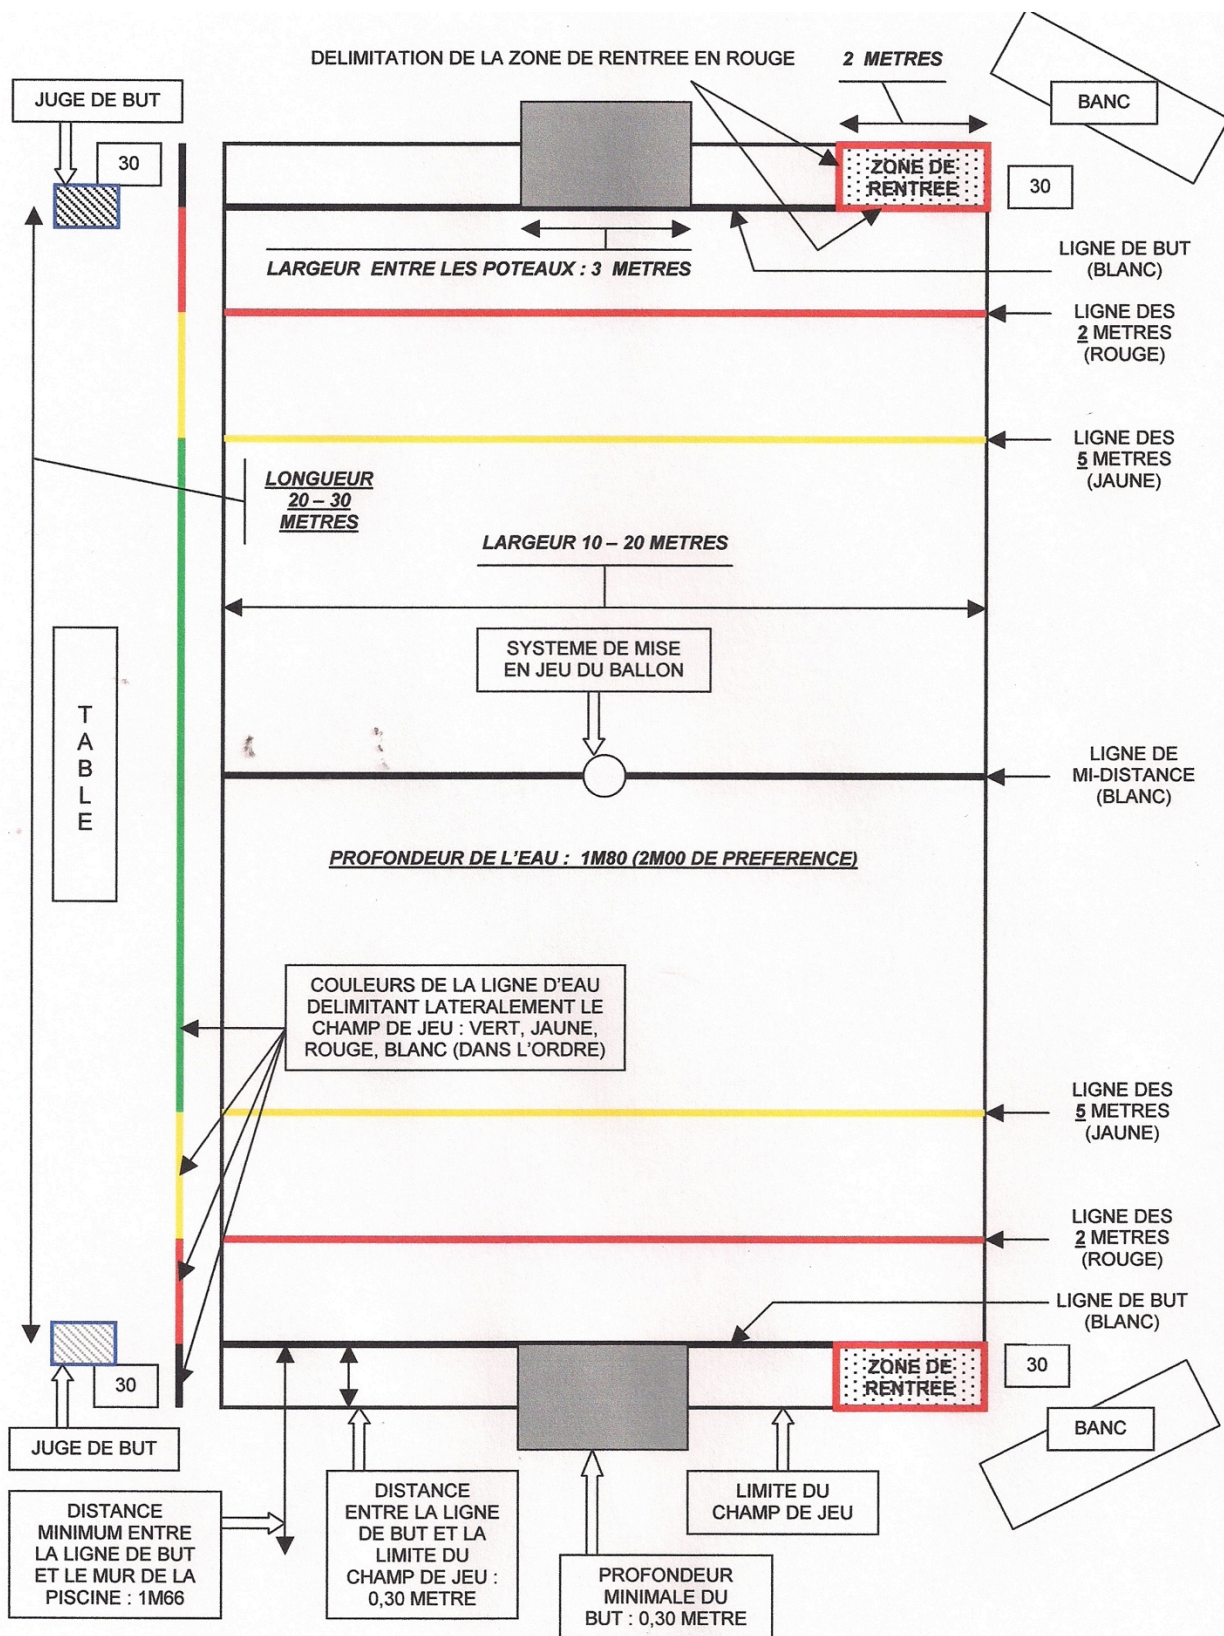 DELIMITATION DE LA ZONE DE RENTREE EN ROUGE
2 METRES
JUGE DE BUT
BANC
30
ZONE DE
RENTREE
30
LARGEUR ENTRE LES POTEAUX : 3 METRES
LIGNE DE BUT
(BLANC)
LIGNE DES
2 METRES
(ROUGE)
LIGNE DES
5 METRES
(JAUNE)
LONGUEUR
20 – 30
METRES
LARGEUR 10 – 20 METRES
SYSTEME DE MISE
EN JEU DU BALLON
T
A
B
L
E
LIGNE DE
MI-DISTANCE
(BLANC)
PROFONDEUR DE L'EAU : 1M80 (2M00 DE PREFERENCE)
COULEURS DE LA LIGNE D'EAU
DELIMITANT LATERALEMENT LE
CHAMP DE JEU : VERT, JAUNE,
ROUGE, BLANC (DANS L'ORDRE)
LIGNE DES
5 METRES
(JAUNE)
LIGNE DES
2 METRES
(ROUGE)
LIGNE DE BUT
(BLANC)
30
ZONE DE
RENTREE
30
BANC
JUGE DE BUT
DISTANCE
MINIMUM ENTRE
LA LIGNE DE BUT
ET LE MUR DE LA
PISCINE : 1M66
DISTANCE
ENTRE LA LIGNE
DE BUT ET LA
LIMITE DU
CHAMP DE JEU :
0,30 METRE
LIMITE DU
CHAMP DE JEU
PROFONDEUR
MINIMALE DU
BUT : 0,30 METRE